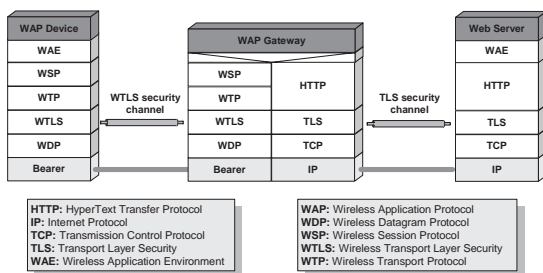 WAP Device
WAE
WSP
WTP
WTLS
WDP
Bearer
WTLS security
channel
WAP Gateway
WSP
WTP
WTLS
WDP
Bearer
HTTP
TLS
TCP
IP
TLS security
channel
Web Server
WAE
HTTP
TLS
TCP
IP
HTTP: HyperText Transfer Protocol
IP: Internet Protocol
TCP: Transmission Control Protocol
TLS: Transport Layer Security
WAE: Wireless Application Environment
WAP: Wireless Application Protocol
WDP: Wireless Datagram Protocol
WSP: Wireless Session Protocol
WTLS: Wireless Transport Layer Security
WTP: Wireless Transport Protocol